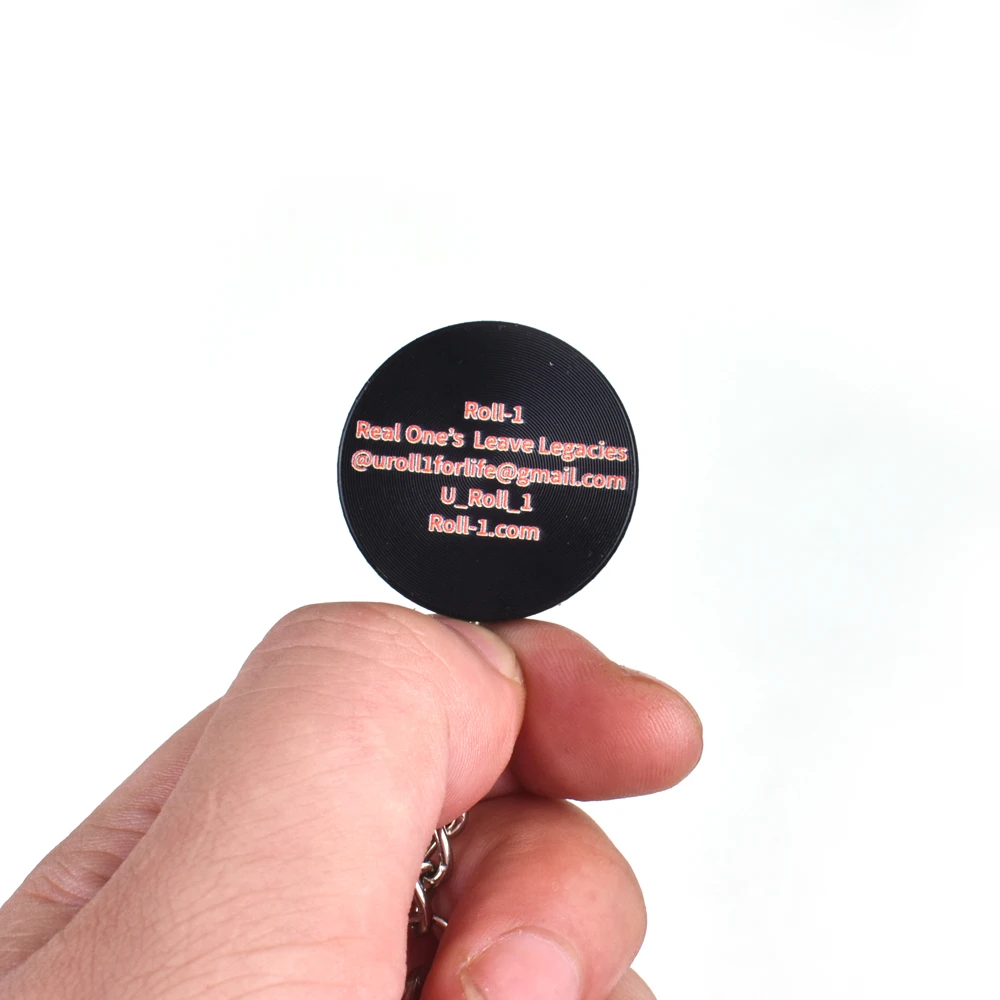 Roll-1
Real One's Leave Legacies
@uroll1forlife@gmail.com
U_Roll_1
Roll-1.com